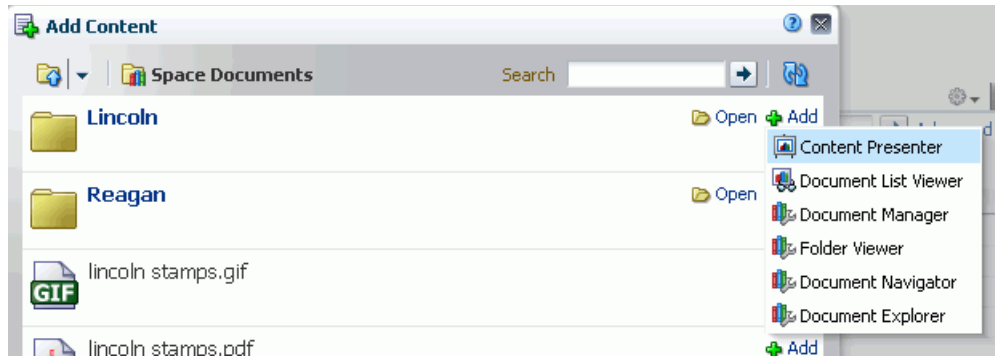 Add Content
Space Documents Search
Lincoln Open Add
Content Presenter
Document List Viewer
Reagan Open
Document Manager
Folder Viewer
lincoln stamps.gif
GIF
Document Navigator
Document Explorer
lincoln stamps.pdf Add